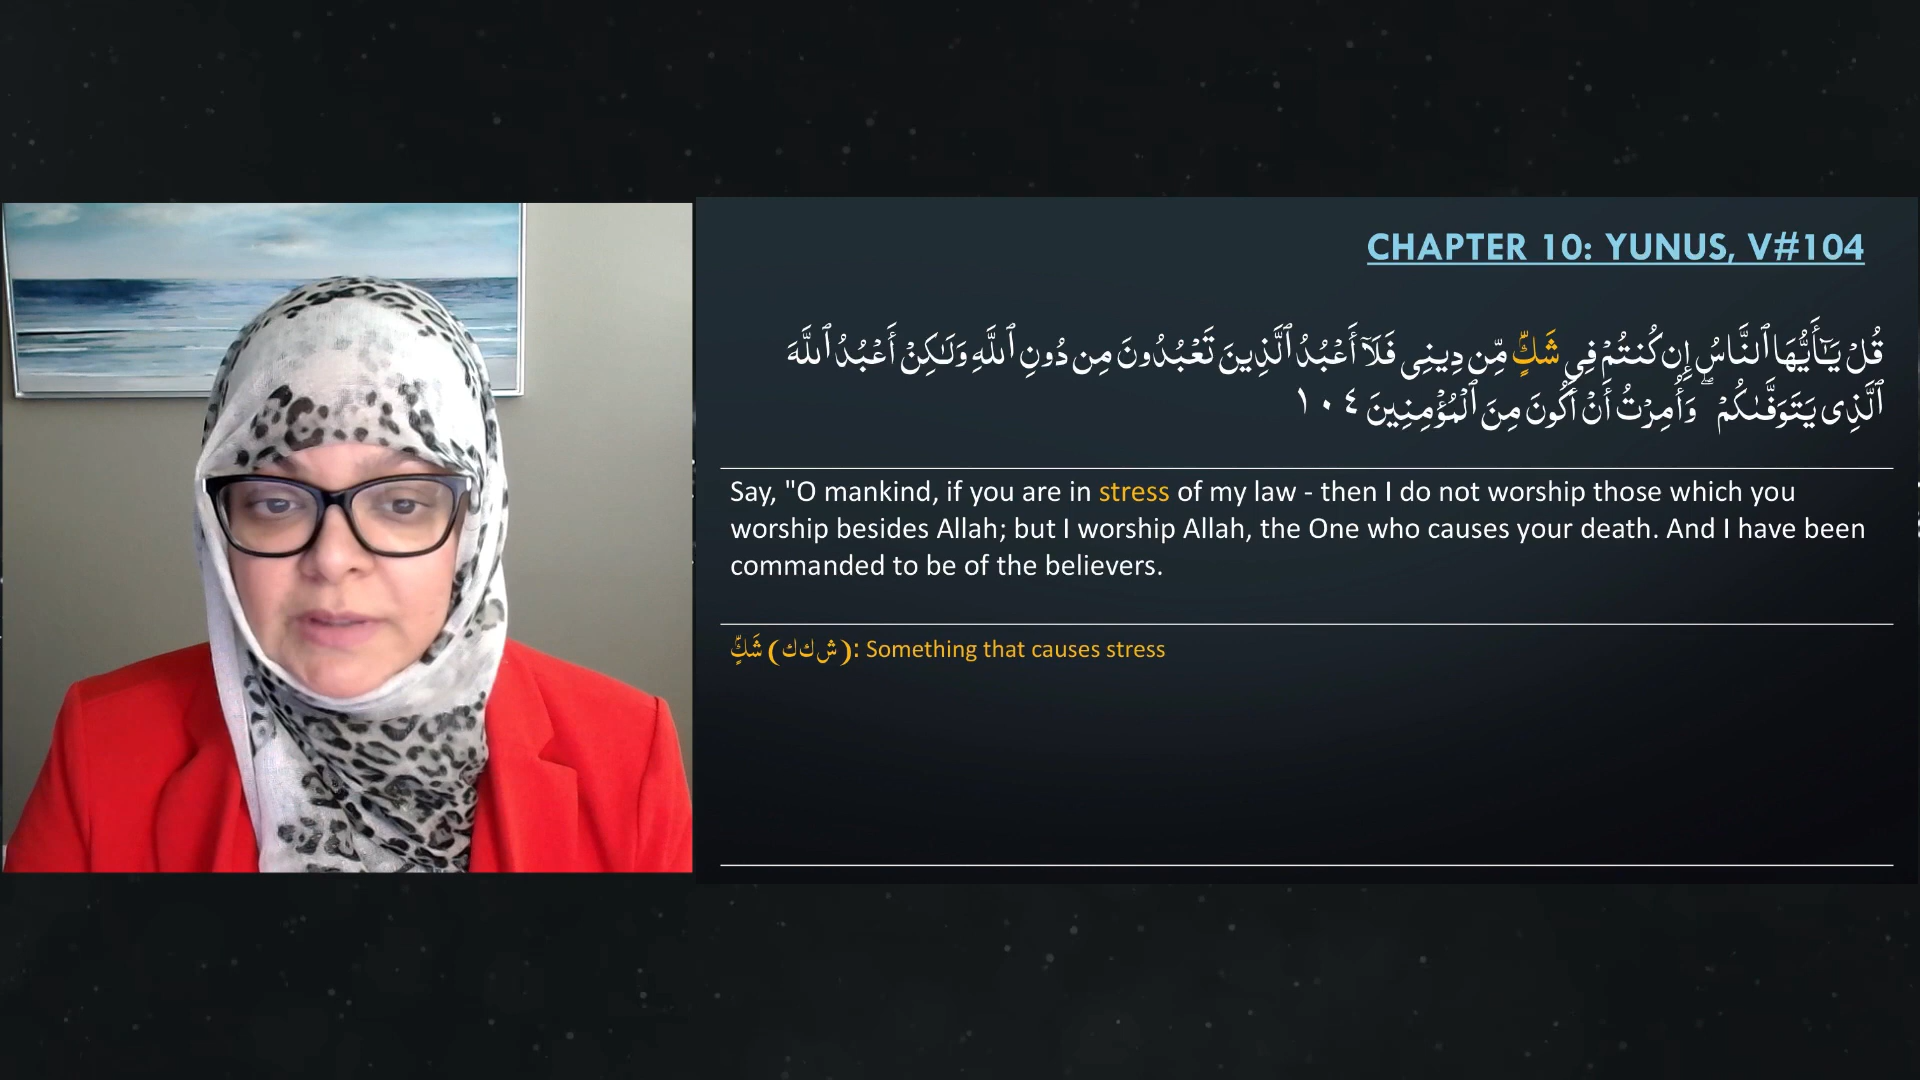 CHAPTER 10: YUNUS, V#104
قُلْ يَـٰٓأَيُّهَا ٱلنَّاسُ إِن كُنتُمْ فِى شَكٍّ مِّن دِينِى فَلَآ أَعْبُدُ ٱلَّذِينَ تَعْبُدُونَ مِن دُونِ ٱللَّهِ وَلَـٰكِنْ أَعْبُدُ ٱللَّهَ
ٱلَّذِى يَتَوَفَّىٰكُمْ ۖ وَأُمِرْتُ أَنْ أَكُونَ مِنَ ٱلْمُؤْمِنِينَ ١٠٤
Say, "O mankind, if you are in stress of my law - then I do not worship those which you
worship besides Allah; but I worship Allah, the One who causes your death. And I have been
commanded to be of the believers.
شَكٍّ (ش ك ك): Something that causes stress